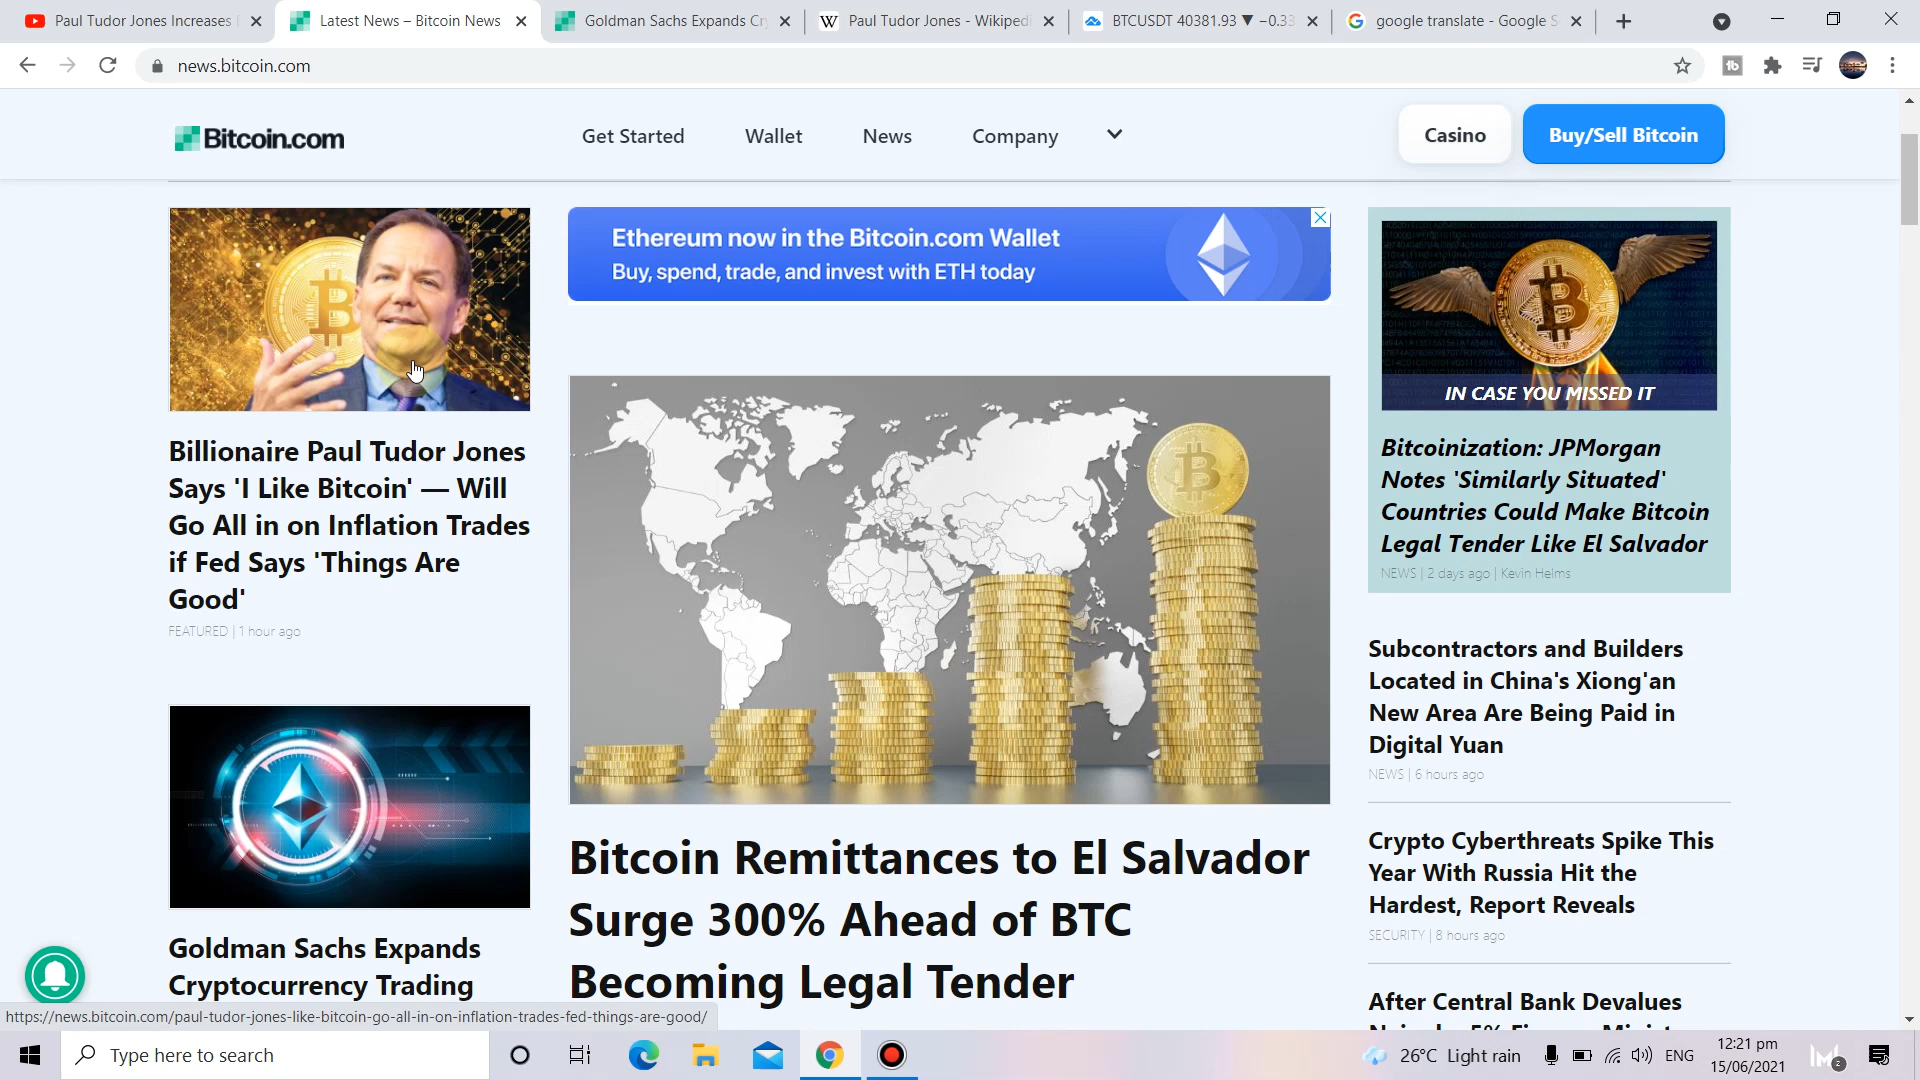 Paul Tudor Jones Increases
Latest News – Bitcoin News
Goldman Sachs Expands Cr
Paul Tudor Jones - Wikiped
BTCUSDT 40381.93 ▼ −0.33
google translate - Google S
news.bitcoin.com
Bitcoin.com
Get Started
Wallet
News
Company
Casino
Buy/Sell Bitcoin
Billionaire Paul Tudor Jones
Says 'I Like Bitcoin' — Will
Go All in on Inflation Trades
if Fed Says 'Things Are
Good'
FEATURED | 1 hour ago
Goldman Sachs Expands
Cryptocurrency Trading
Ethereum now in the Bitcoin.com Wallet
Buy, spend, trade, and invest with ETH today
Bitcoin Remittances to El Salvador
Surge 300% Ahead of BTC
Becoming Legal Tender
IN CASE YOU MISSED IT
Bitcoinization: JPMorgan
Notes 'Similarly Situated'
Countries Could Make Bitcoin
Legal Tender Like El Salvador
NEWS | 2 days ago | Kevin Helms
Subcontractors and Builders
Located in China's Xiong'an
New Area Are Being Paid in
Digital Yuan
NEWS | 6 hours ago
Crypto Cyberthreats Spike This
Year With Russia Hit the
Hardest, Report Reveals
SECURITY | 8 hours ago
After Central Bank Devalues
https://news.bitcoin.com/paul-tudor-jones-like-bitcoin-go-all-in-on-inflation-trades-fed-things-are-good/
Type here to search
26°C Light rain
ENG
12:21 pm
15/06/2021
2